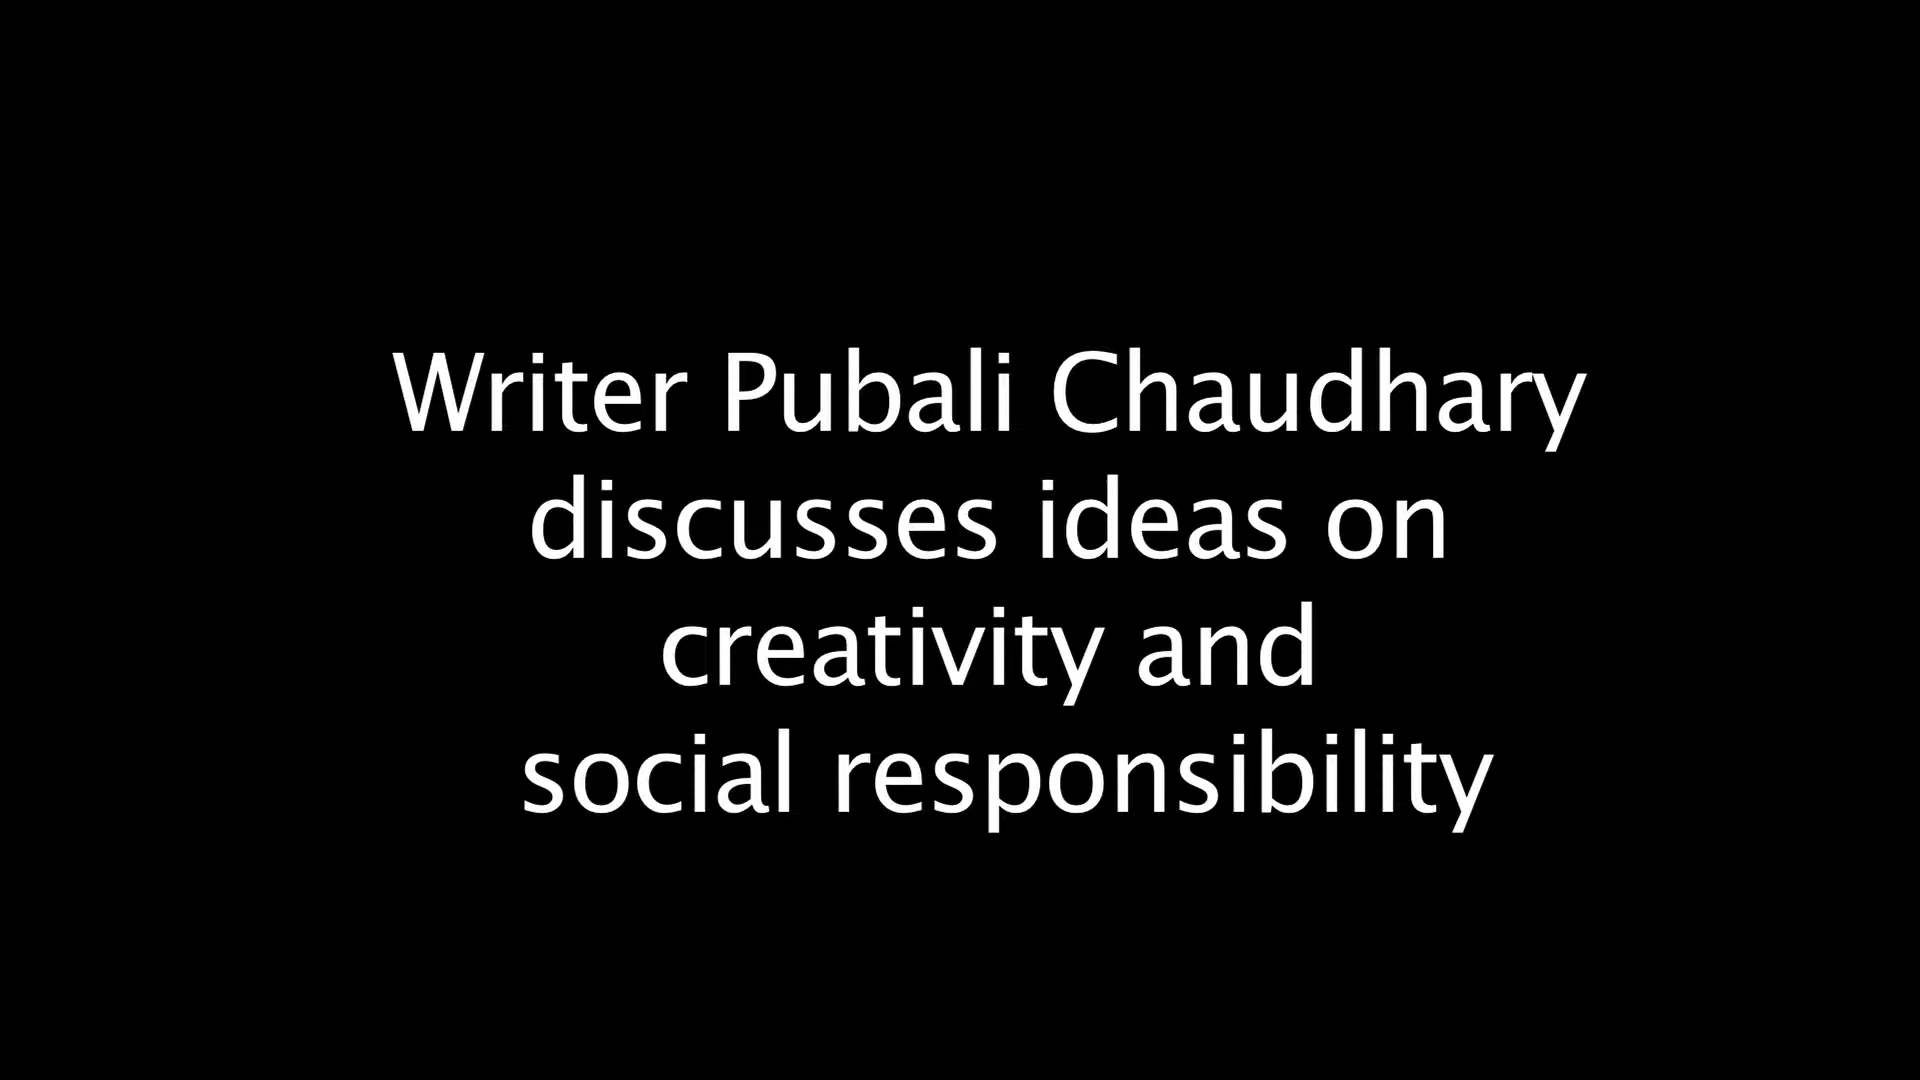 Writer Pubali Chaudhary
discusses ideas on
creativity and
social responsibility